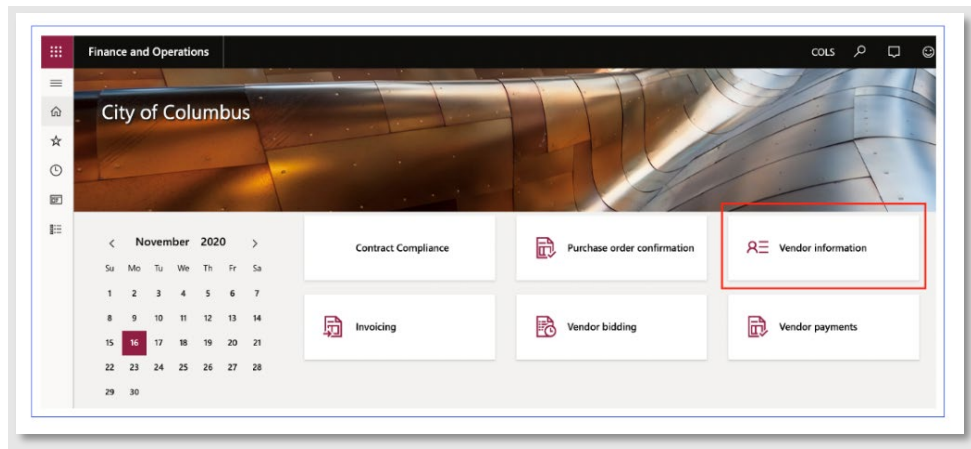 Finance and Operations
COLS
City of Columbus
November 2020
Su Mo Tu We Th Fr Sa
1 2 3 4 5 6 7
8 9 10 11 12 13 14
15 16 17 18 19 20 21
22 23 24 25 26 27 28
29 30
Contract Compliance
Purchase order confirmation
Vendor information
Invoicing
Vendor bidding
Vendor payments